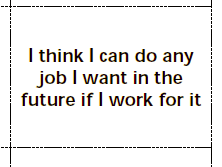 I think I can do any
job I want in the
future if I work for it